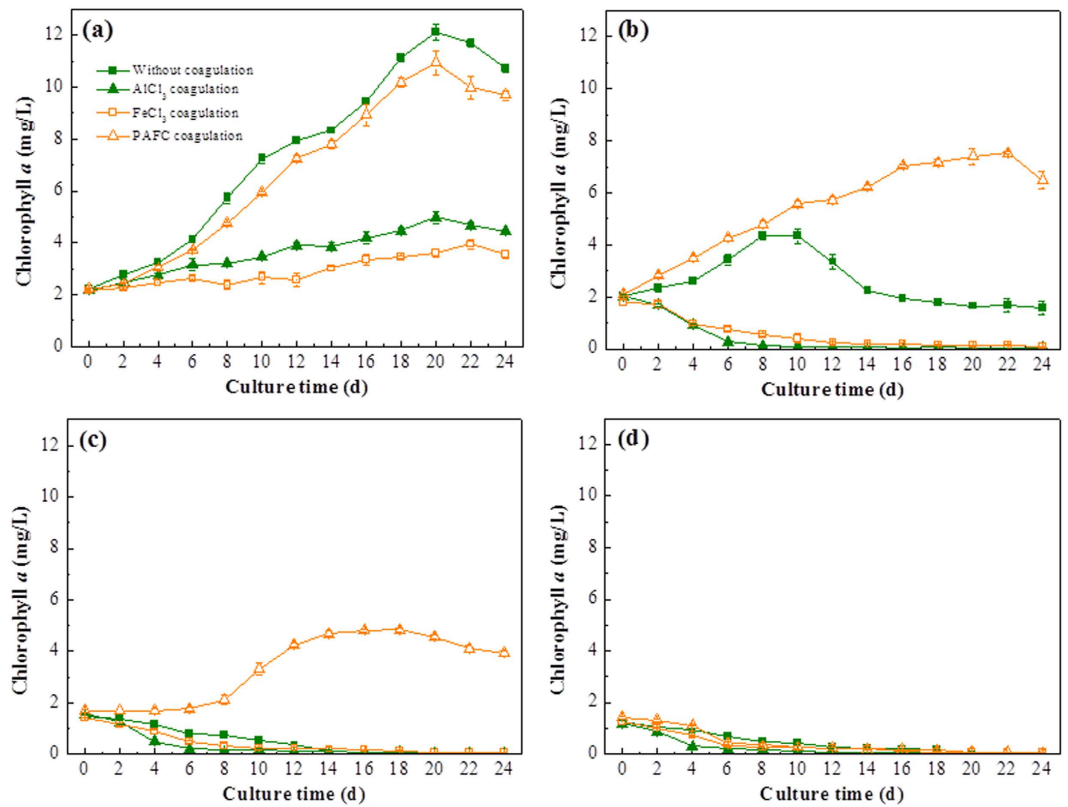 (a)
Without coagulation
AlCl3 coagulation
FeCl3 coagulation
PAFC coagulation
Chlorophyll a (mg/L)
12
10
8
6
4
2
0
0 2 4 6 8 10 12 14 16 18 20 22 24
Culture time (d)
(b)
Chlorophyll a (mg/L)
12
10
8
6
4
2
0
0 2 4 6 8 10 12 14 16 18 20 22 24
Culture time (d)
(c)
Chlorophyll a (mg/L)
12
10
8
6
4
2
0
0 2 4 6 8 10 12 14 16 18 20 22 24
Culture time (d)
(d)
Chlorophyll a (mg/L)
12
10
8
6
4
2
0
0 2 4 6 8 10 12 14 16 18 20 22 24
Culture time (d)